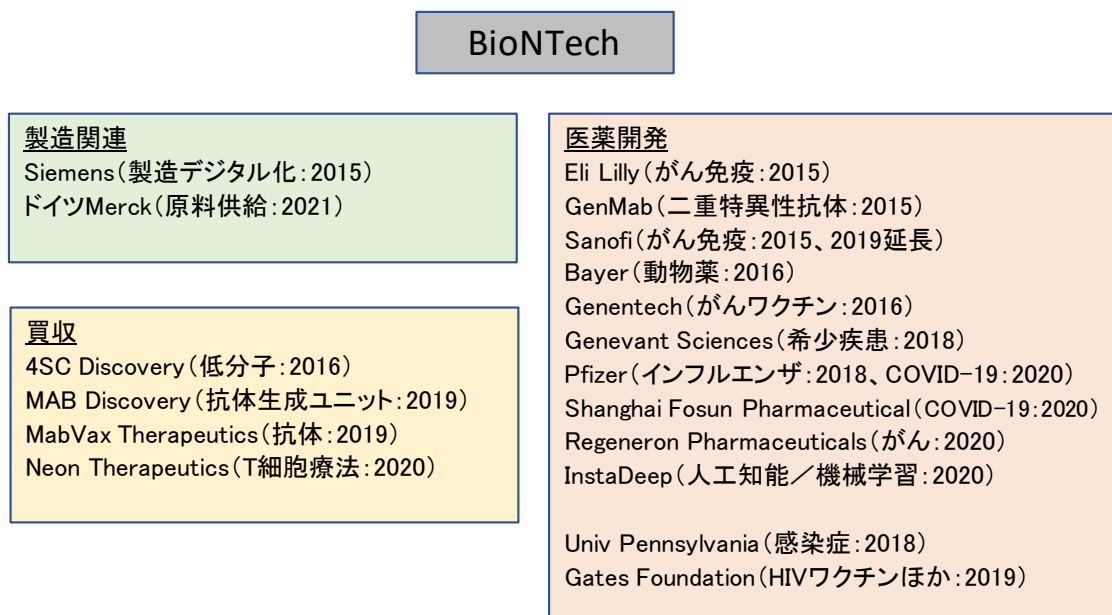 BioNTech
製造関連
Siemens（製造デジタル化：2015）
ドイツMerck（原料供給：2021）
買収
4SC Discovery（低分子：2016）
MAB Discovery（抗体生成ユニット：2019）
MabVax Therapeutics（抗体：2019）
Neon Therapeutics（T細胞療法：2020）
医薬開発
Eli Lilly（がん免疫：2015）
GenMab（二重特異性抗体：2015）
Sanofi（がん免疫：2015、2019延長）
Bayer（動物薬：2016）
Genentech（がんワクチン：2016）
Genevant Sciences（希少疾患：2018）
Pfizer（インフルエンザ：2018、COVID-19：2020）
Shanghai Fosun Pharmaceutical（COVID-19：2020）
Regeneron Pharmaceuticals（がん：2020）
InstaDeep（人工知能／機械学習：2020）
Univ Pennsylvania（感染症：2018）
Gates Foundation（HIVワクチンほか：2019）